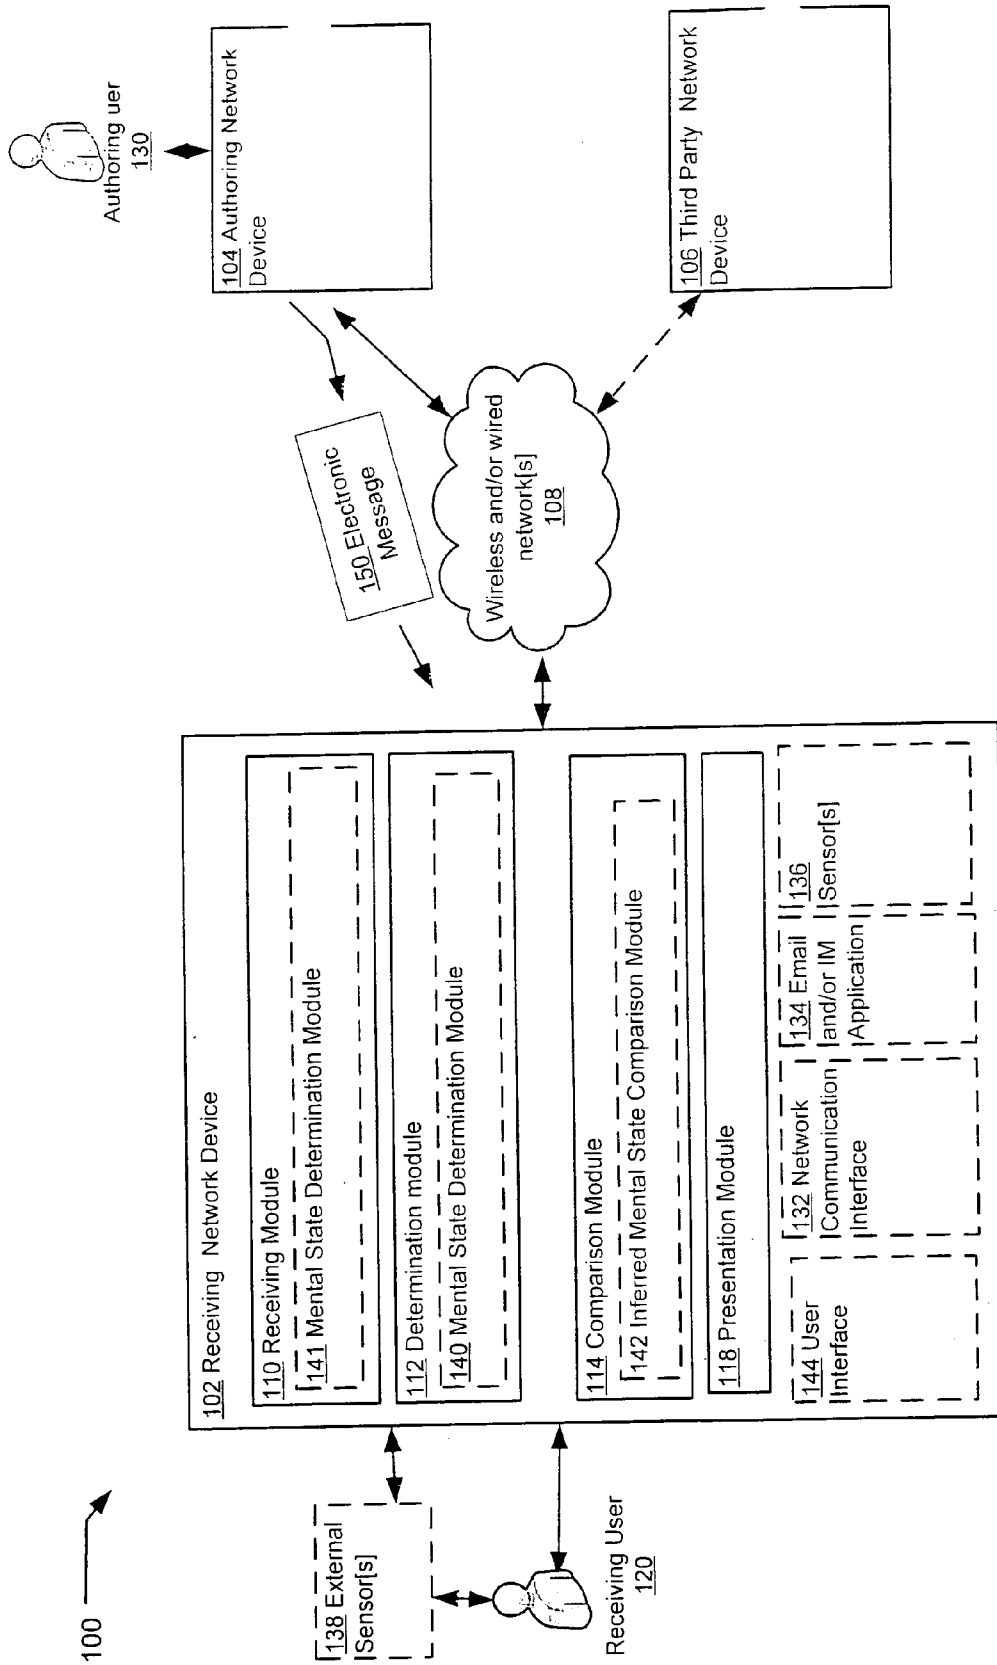 100
138 External
Sensor[s]
Receiving User
120
102 Receiving Network Device
110 Receiving Module
141 Mental State Determination Module
112 Determination module
140 Mental State Determination Module
114 Comparison Module
142 Inferred Mental State Comparison Module
118 Presentation Module
144 User
Interface
132 Network
Communication
Interface
134 Email
and/or IM
Application
136
Sensor[s]
150 Electronic
Message
Wireless and/or wired
network[s]
108
Authoring uer
130
104 Authoring Network
Device
106 Third Party Network
Device